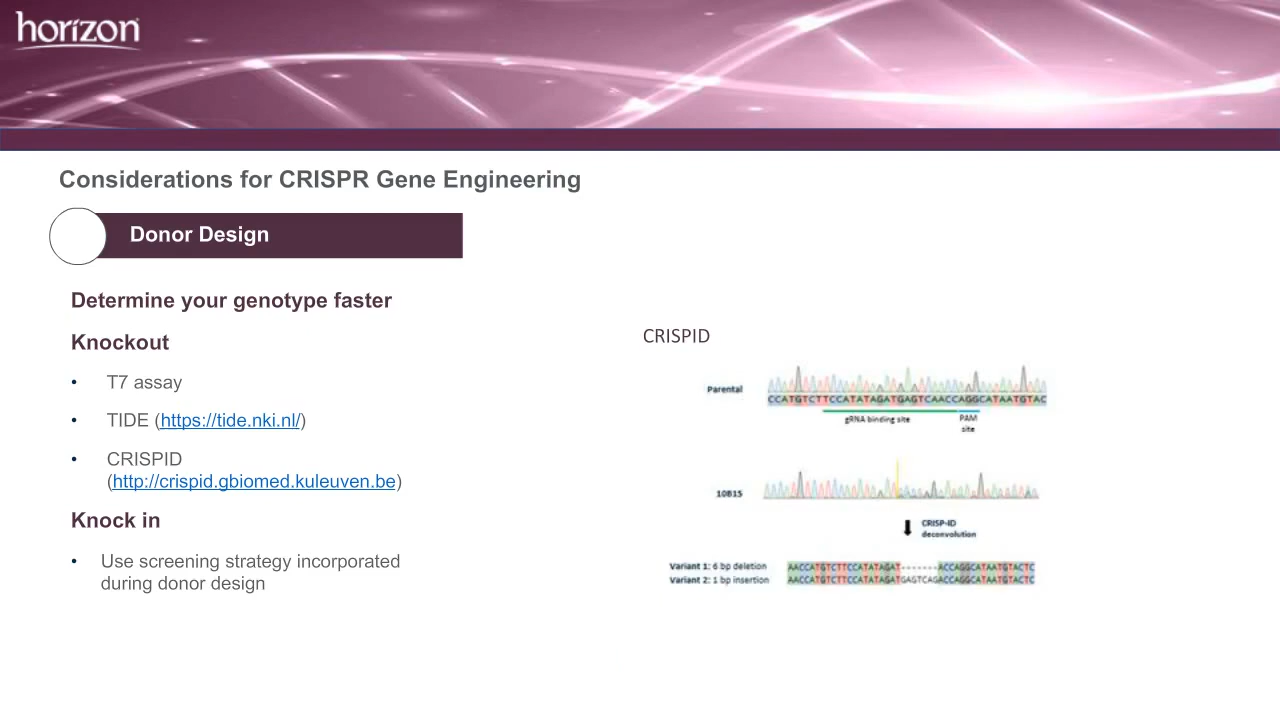 horizon
Considerations for CRISPR Gene Engineering
Donor Design
Determine your genotype faster
Knockout
• T7 assay
• TIDE (https://tide.nki.nl/)
• CRISPID
(http://crispid.gbiomed.kuleuven.be)
Knock in
• Use screening strategy incorporated
during donor design
CRISPID
Parental
CCATGTCTTCCATATAGATGAGTCAACCAGGCATAATGTAC
gRNA binding site
PAM
site
10B15
CRISP-ID
deconvolution
Variant 1: 6 bp deletion AACCATGTCTTCCATATAGAT-------ACCAGGCATAATGTACTC
Variant 2: 1 bp insertion AACCATGTCTTCCATATAGATGAGTCAGACCAGGCATAATGTACTC